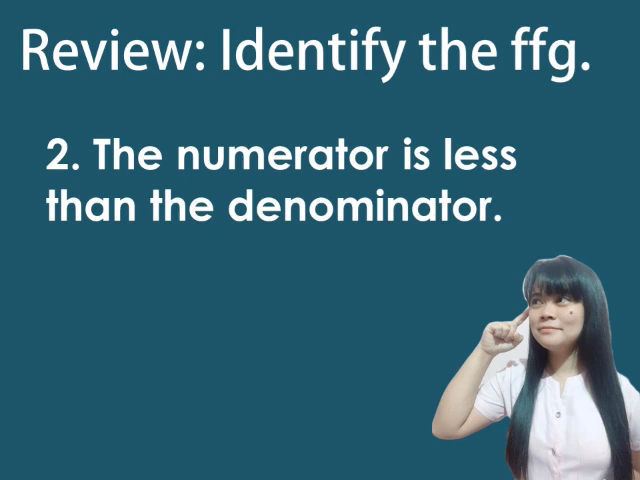 Review: Identify the ffg.
2. The numerator is less
than the denominator.